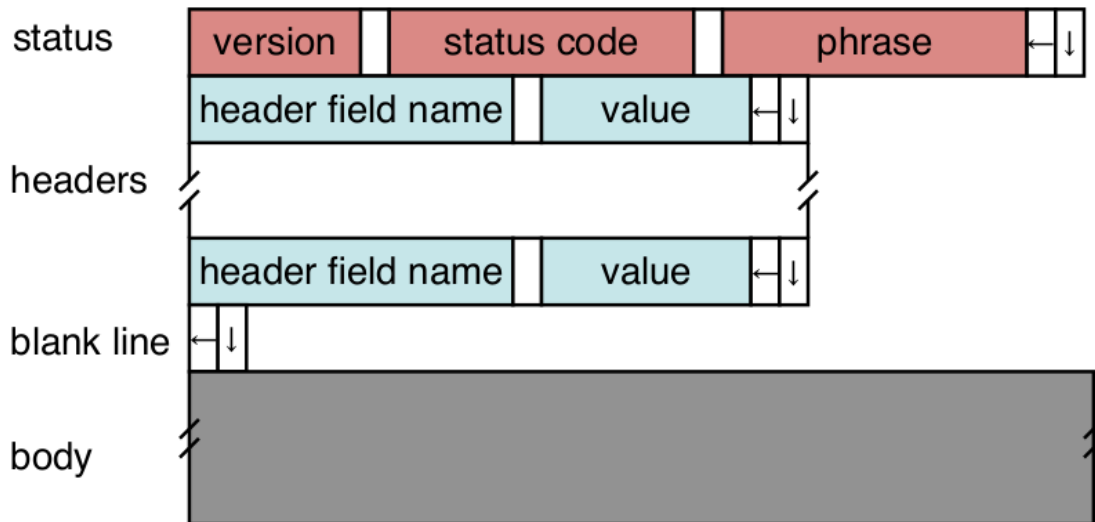 status version status code phrase ← ↓
header field name value ← ↓
headers
header field name value ← ↓
blank line ← ↓
body